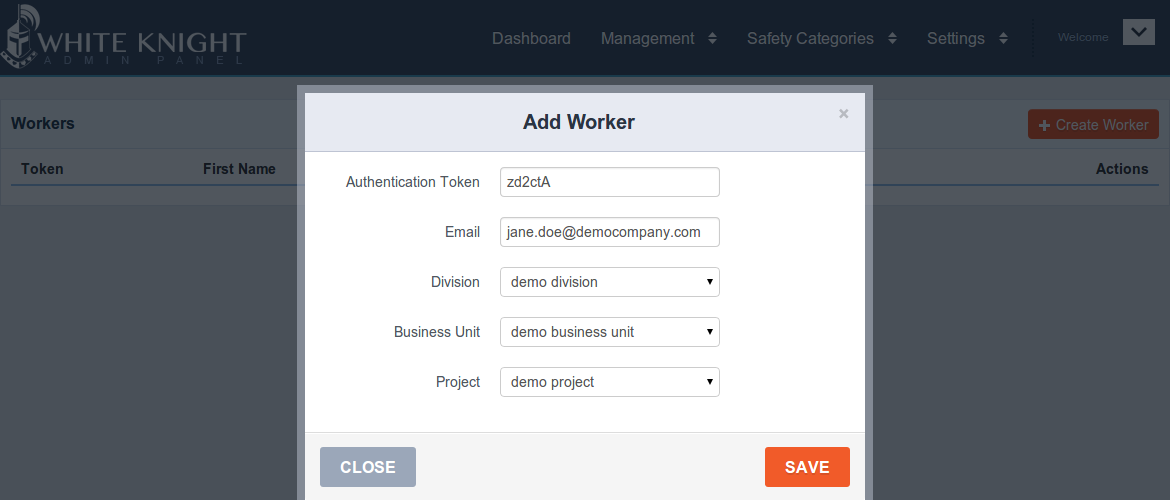 WHITE KNIGHT
ADMIN PANEL
Dashboard Management Safety Categories Settings Welcome
Workers
+ Create Worker
Token First Name Actions
Add Worker ×
Authentication Token zd2ctA
Email jane.doe@democompany.com
Division demo division
Business Unit demo business unit
Project demo project
CLOSE SAVE